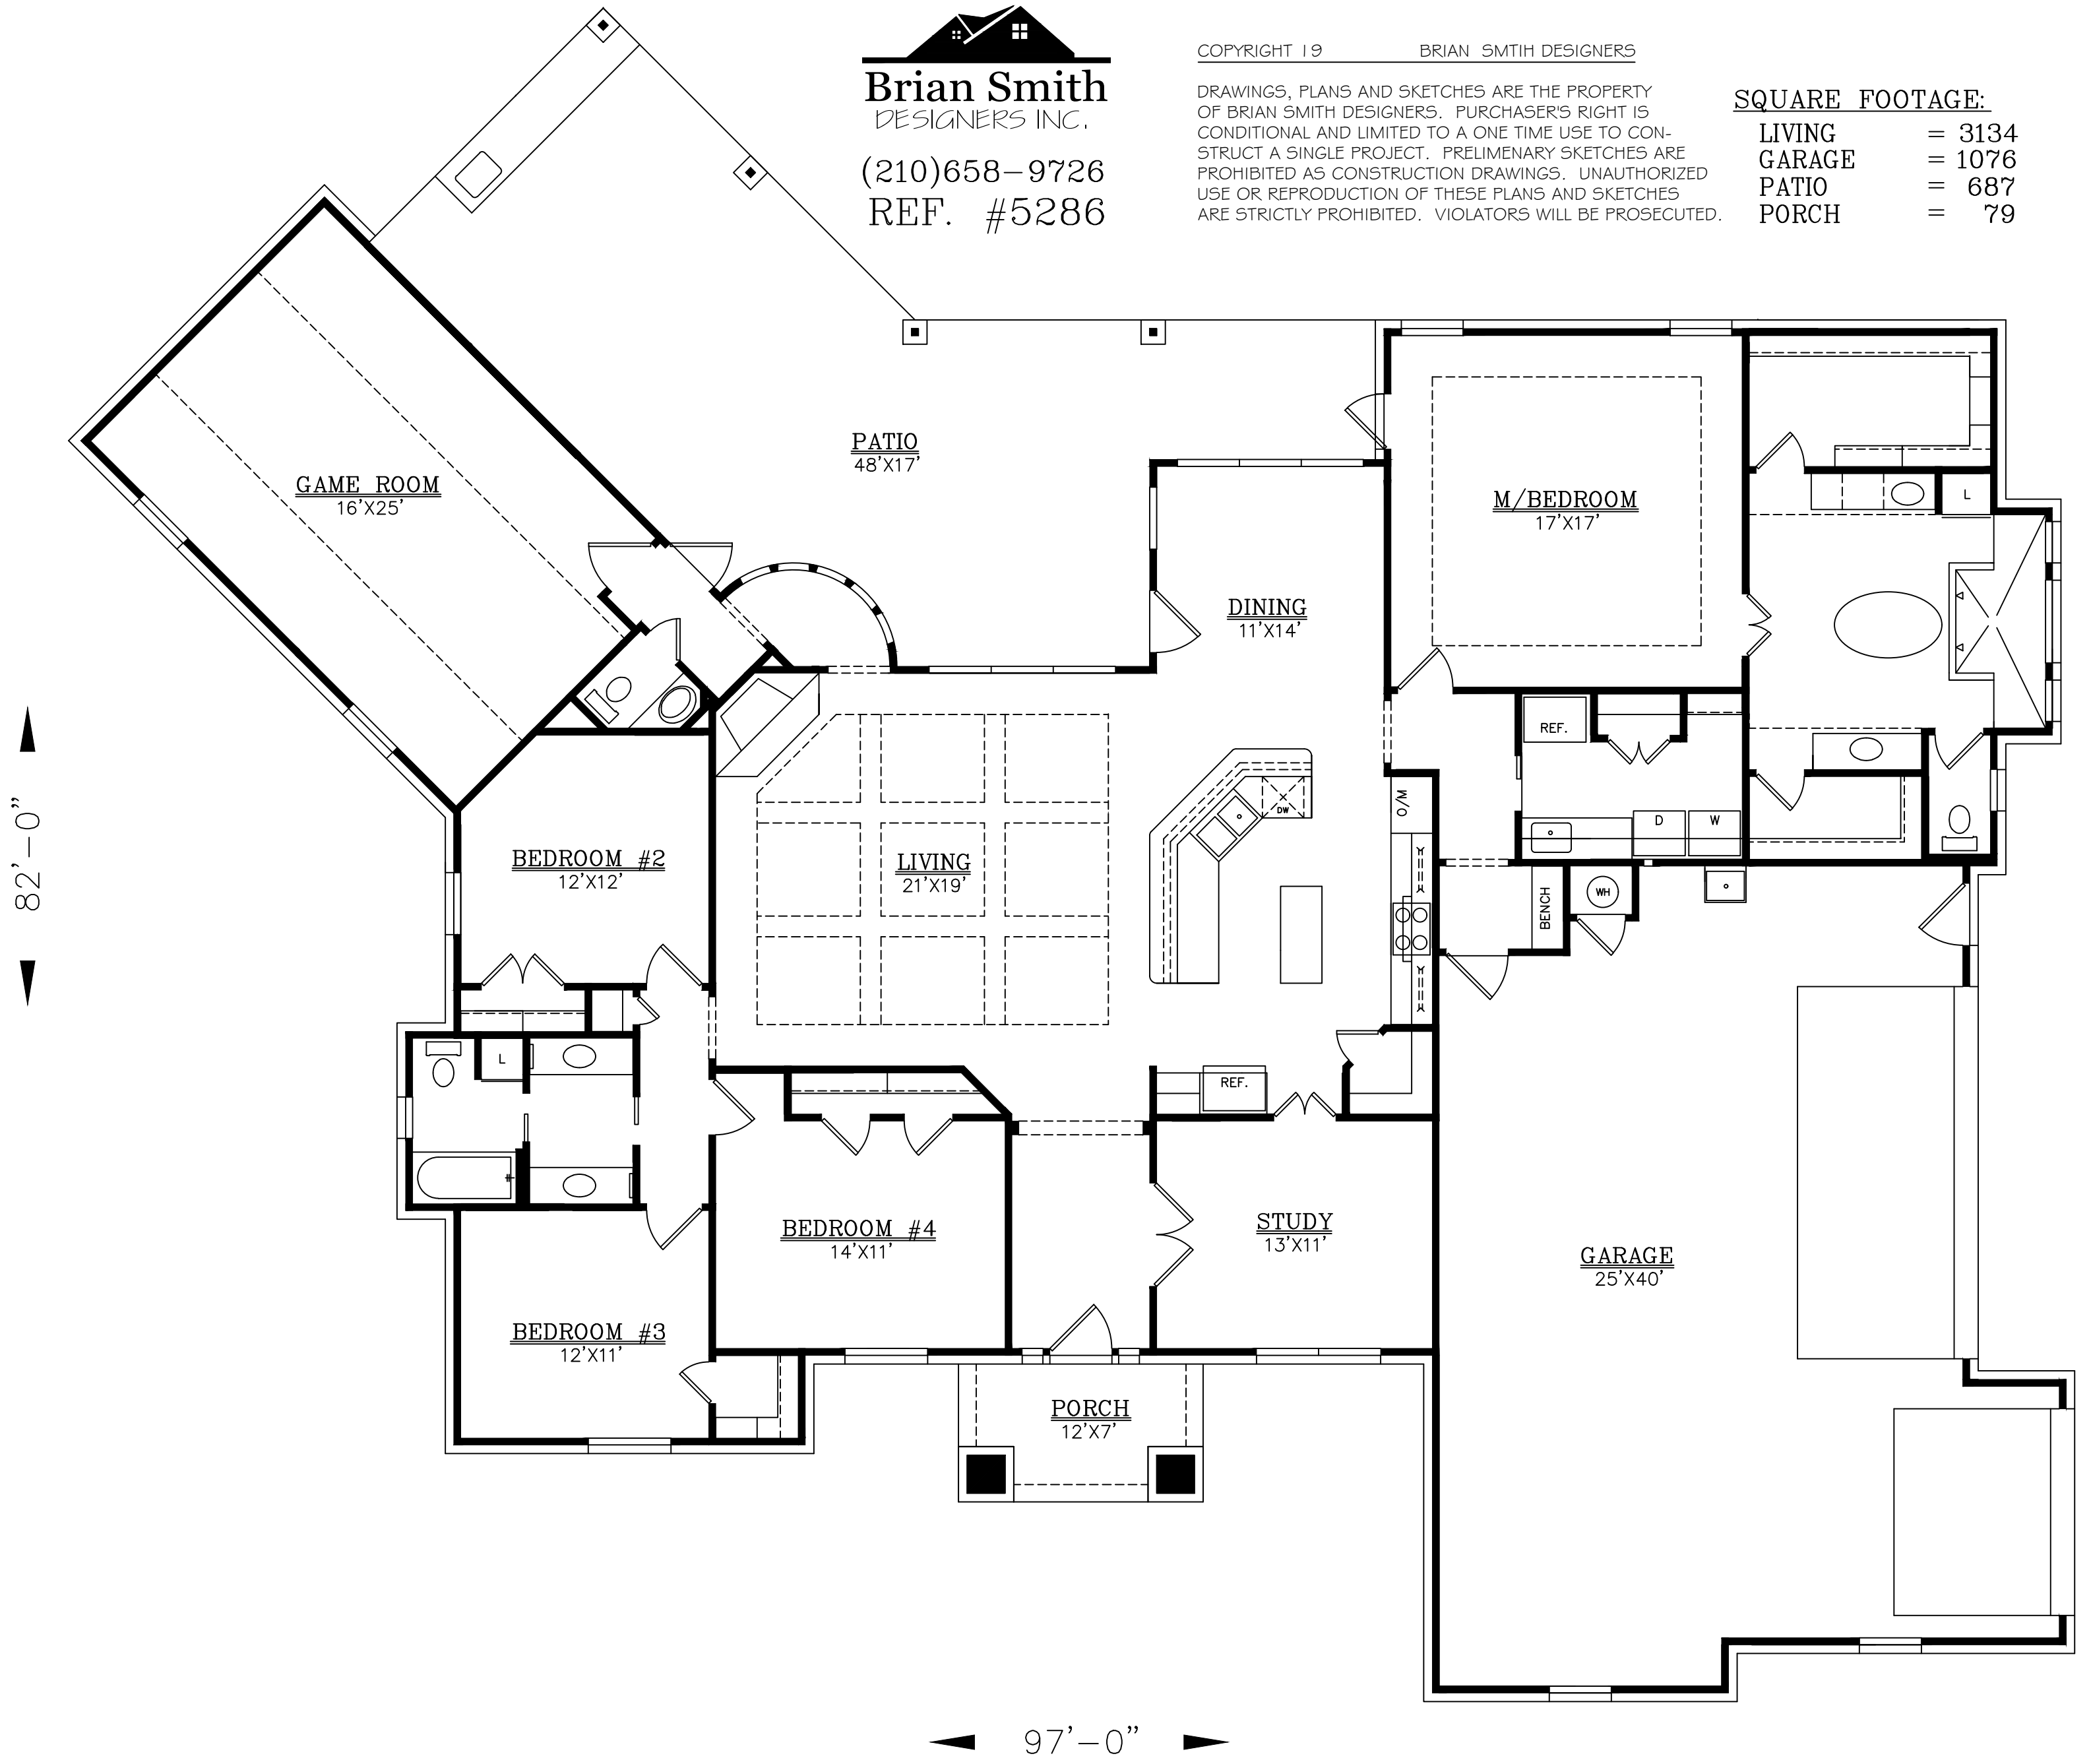 Brian Smith
DESIGNERS INC.
(210)658-9726
REF. #5286
COPYRIGHT 19 BRIAN SMTIH DESIGNERS
DRAWINGS, PLANS AND SKETCHES ARE THE PROPERTY
OF BRIAN SMITH DESIGNERS. PURCHASER'S RIGHT IS
CONDITIONAL AND LIMITED TO A ONE TIME USE TO CON-
STRUCT A SINGLE PROJECT. PRELIMENARY SKETCHES ARE
PROHIBITED AS CONSTRUCTION DRAWINGS. UNAUTHORIZED
USE OR REPRODUCTION OF THESE PLANS AND SKETCHES
ARE STRICTLY PROHIBITED. VIOLATORS WILL BE PROSECUTED.
SQUARE FOOTAGE:
LIVING = 3134
GARAGE = 1076
PATIO = 687
PORCH = 79
PATIO
48'X17'
GAME ROOM
16'X25'
M/BEDROOM
17'X17'
L
DINING
11'X14'
REF.
O/M
DW
D
W
BEDROOM #2
12'X12'
LIVING
21'X19'
BENCH
WH
L
REF.
BEDROOM #4
14'X11'
STUDY
13'X11'
GARAGE
25'X40'
BEDROOM #3
12'X11'
PORCH
12'X7'
82'-0"
97'-0"